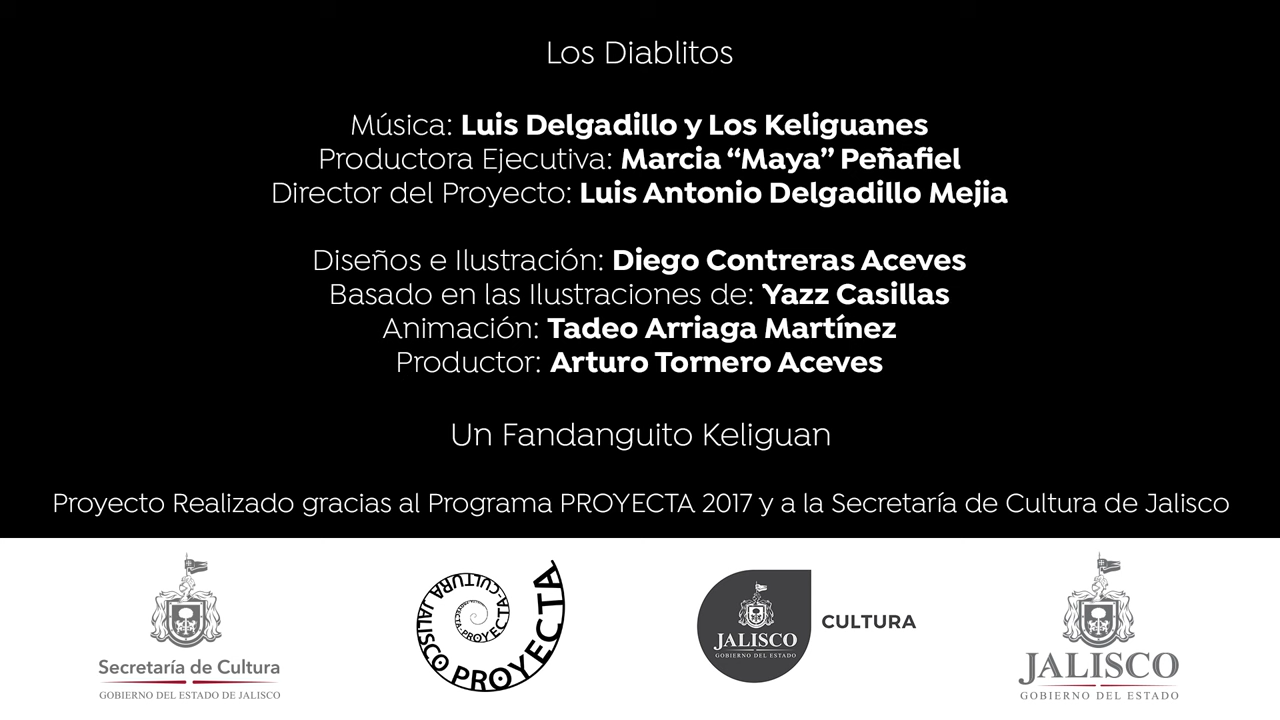 Los Diablitos
Música: Luis Delgadillo y Los Keliguanes
Productora Ejecutiva: Marcia “Maya” Peñafiel
Director del Proyecto: Luis Antonio Delgadillo Mejia
Diseños e Ilustración: Diego Contreras Aceves
Basado en las Ilustraciones de: Yazz Casillas
Animación: Tadeo Arriaga Martínez
Productor: Arturo Tornero Aceves
Un Fandanguito Keliguan
Proyecto Realizado gracias al Programa PROYECTA 2017 y a la Secretaría de Cultura de Jalisco
Secretaría de Cultura
GOBIERNO DEL ESTADO DE JALISCO
PROYECTA-CULTURA JALISCO PROYECTA
JALISCO
GOBIERNO DEL ESTADO
CULTURA
JALISCO
GOBIERNO DEL ESTADO